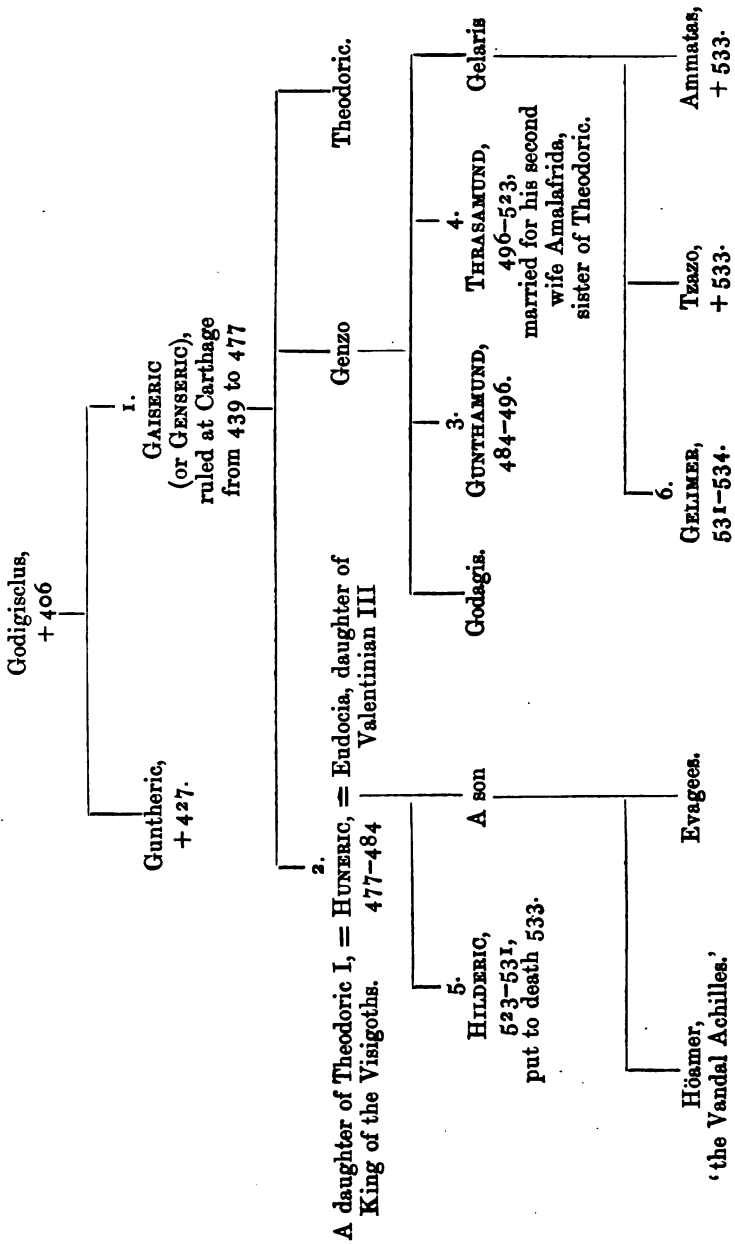 Godigisclus,
+ 406
Guntheric,
+ 427.
1.
GAISERIC
(or GENSERIC),
ruled at Carthage
from 439 to 477
2.
A daughter of Theodoric I, = HUNERIC, = Eudocia, daughter of
King of the Visigoths.
477–484
Valentinian III
Genzo
Theodoric.
5.
HILDERIC,
523–531,
put to death 533.
A son
Godagis.
3.
GUNTHAMUND,
484–496.
4.
THRASAMUND,
496–523,
married for his second
wife Amalafrida,
sister of Theodoric.
Gelaris
Höamer,
‘the Vandal Achilles.’
Evagees.
6.
GELIMER,
531–534.
Tzazo,
+ 533.
Ammatas,
+ 533.